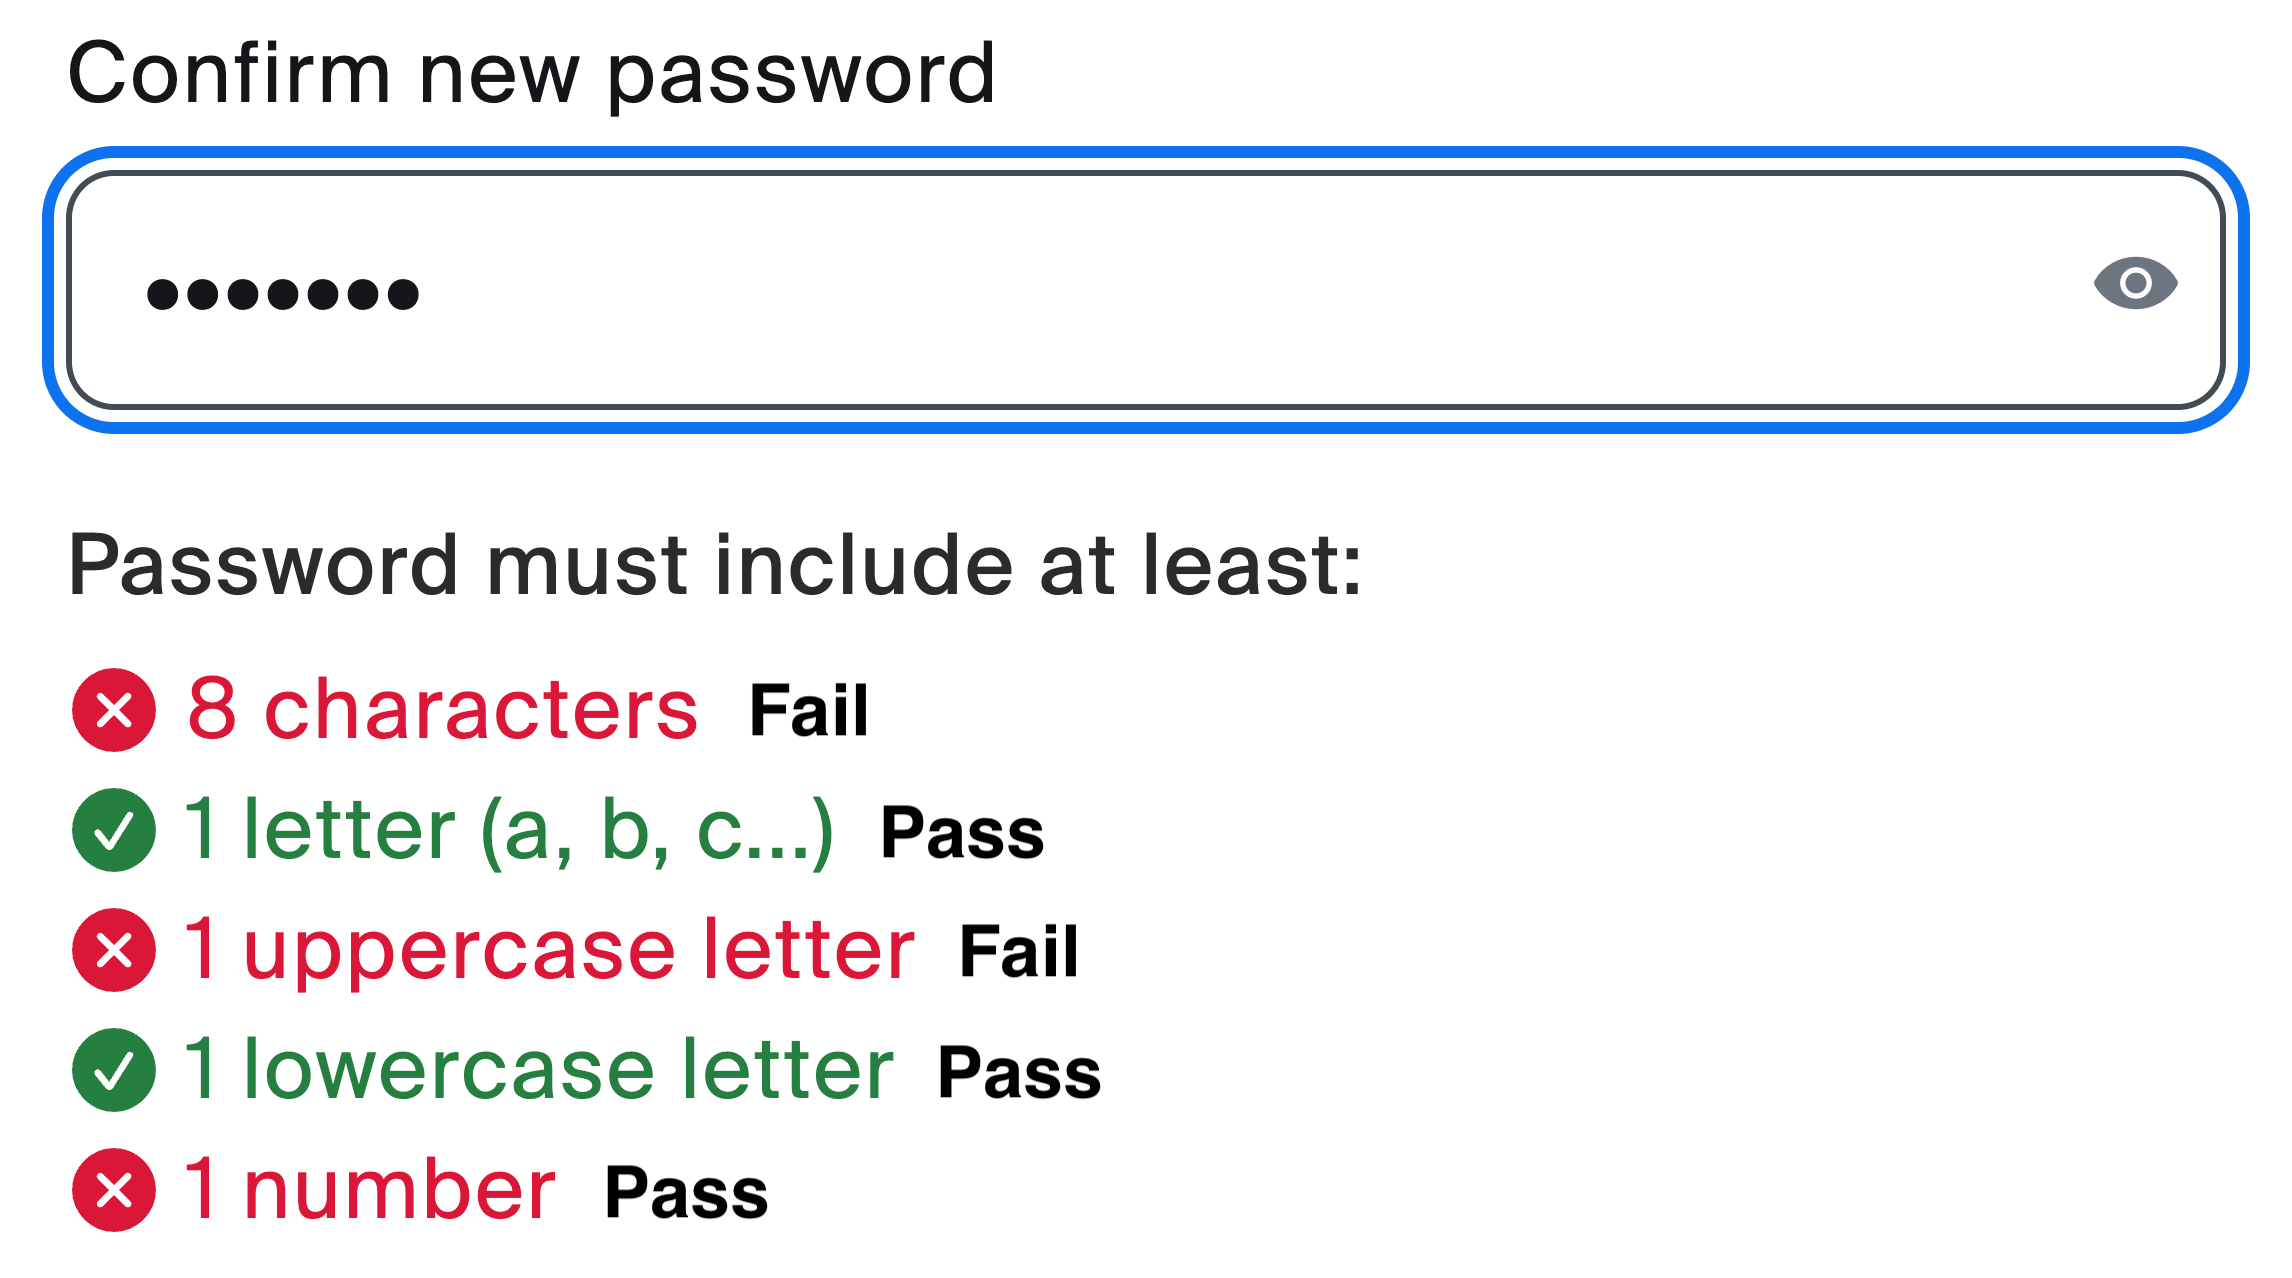 Confirm new password
•••••••
Password must include at least:
8 characters Fail
1 letter (a, b, c...) Pass
1 uppercase letter Fail
1 lowercase letter Pass
1 number Pass